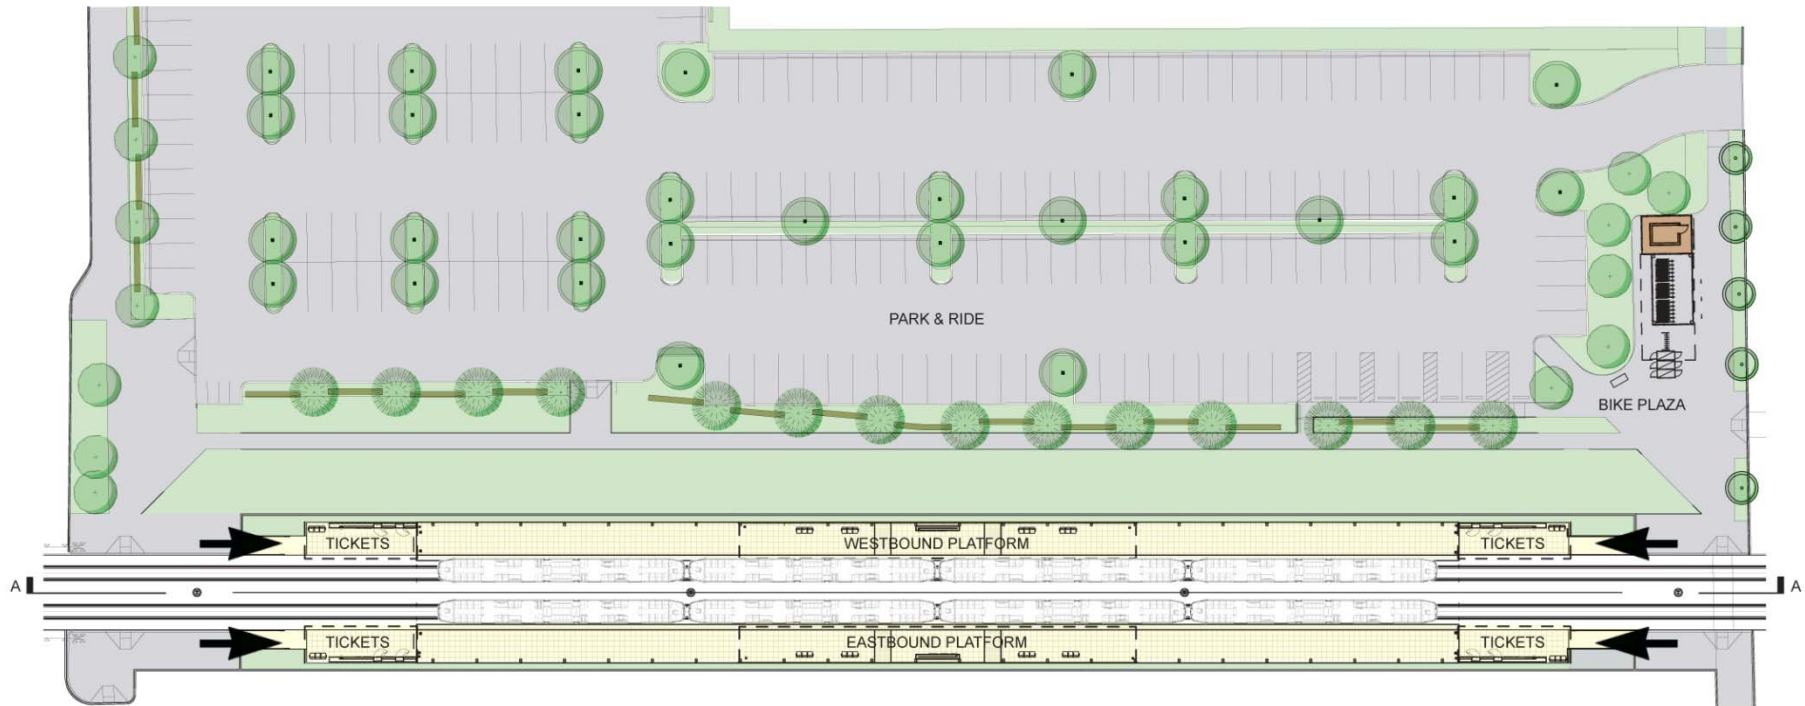 PARK & RIDE
BIKE PLAZA
TICKETS
WESTBOUND PLATFORM
TICKETS
A
A
TICKETS
EASTBOUND PLATFORM
TICKETS